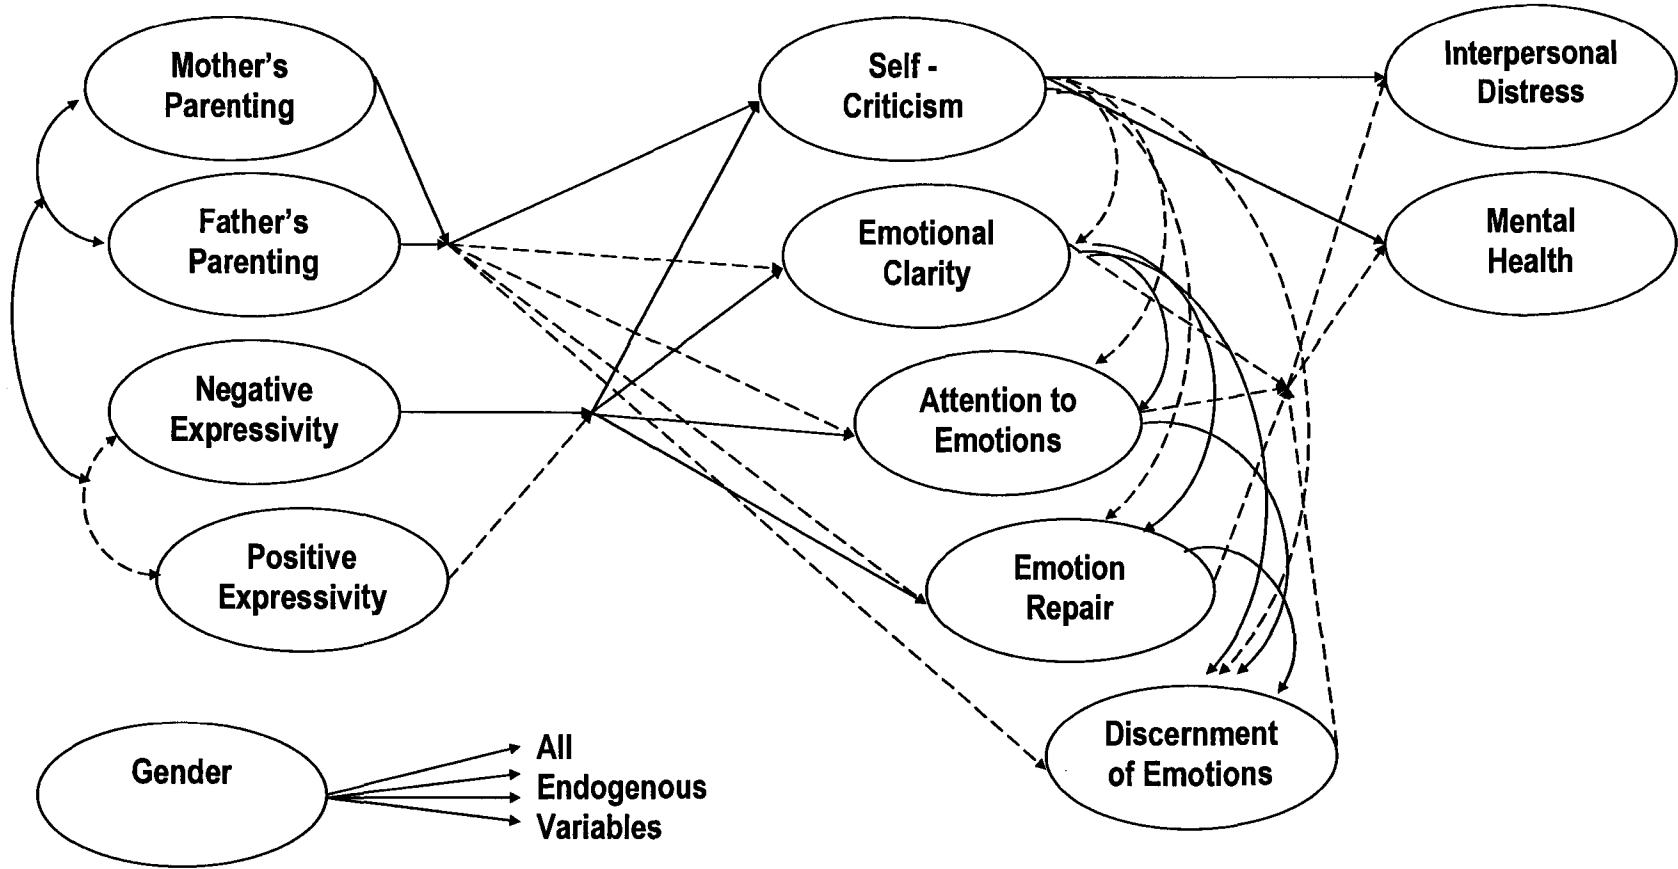 Mother's
Parenting
Father's
Parenting
Negative
Expressivity
Positive
Expressivity
Gender
All
Endogenous
Variables
Self -
Criticism
Emotional
Clarity
Attention to
Emotions
Emotion
Repair
Discernment
of Emotions
Interpersonal
Distress
Mental
Health